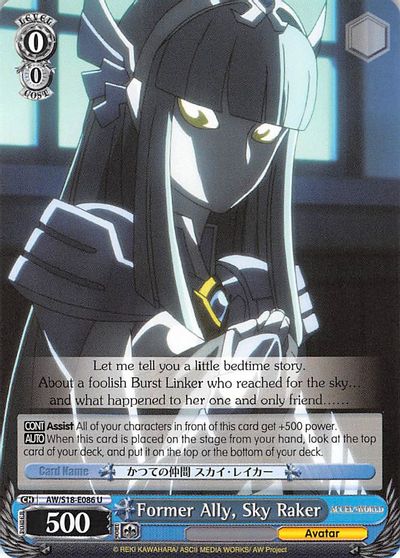 LEVEL
0
0
COST
Let me tell you a little bedtime story.
About a foolish Burst Linker who reached for the sky…
and what happened to her one and only friend……
CONT Assist All of your characters in front of this card get +500 power.
AUTO When this card is placed on the stage from your hand, look at the top card of your deck, and put it on the top or the bottom of your deck.
Card Name かつての仲間 スカイ・レイカー
CH AW/S18-E086 U
POWER
500
Former Ally, Sky Raker
ACCEL WORLD
Avatar
© REKI KAWAHARA/ ASCII MEDIA WORKS/ AW Project